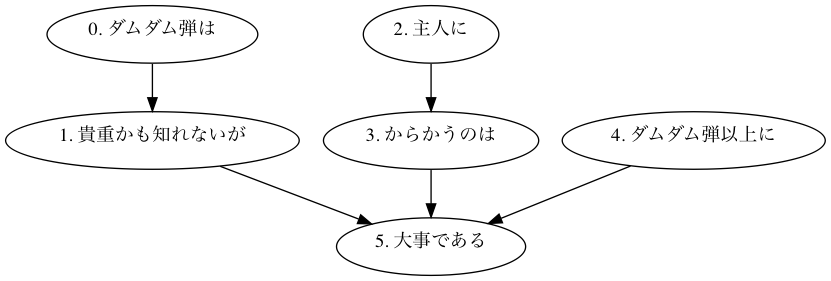 0. ダムダム弾は
2. 主人に
1. 貴重かも知れないが
3. からかうのは
4. ダムダム弾以上に
5. 大事である